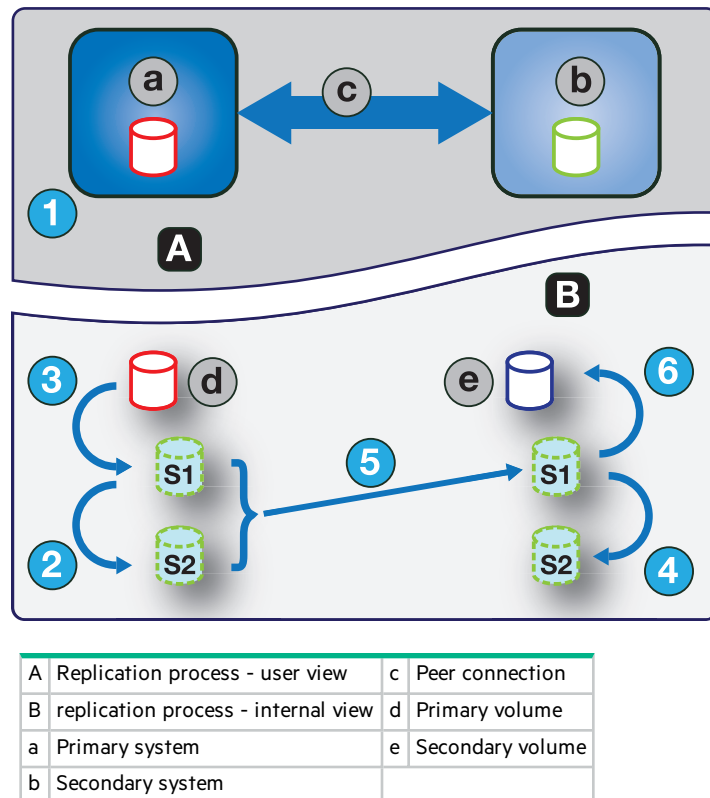 a
c
b
1
A
B
3
d
e
6
S1
5
S1
2
S2
S2
4
A Replication process - user view c Peer connection
B replication process - internal view d Primary volume
a Primary system e Secondary volume
b Secondary system